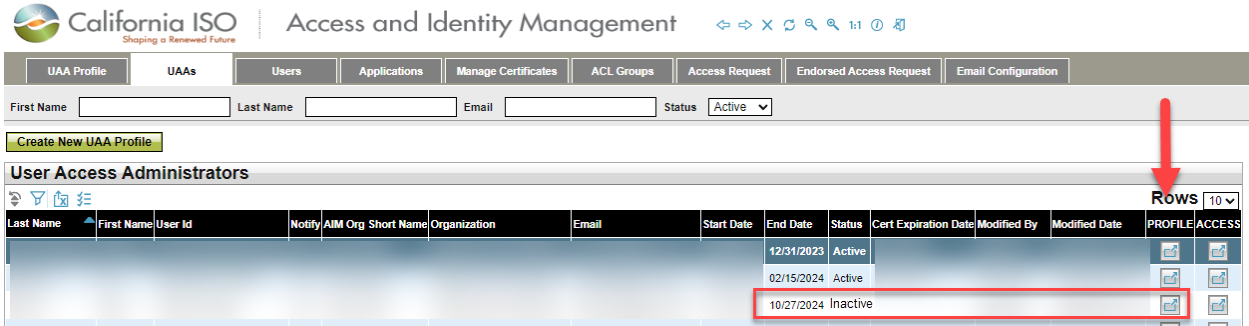 California ISO
Shaping a Renewed Future
Access and Identity Management
1:1
UAA Profile UAAs Users Applications Manage Certificates ACL Groups Access Request Endorsed Access Request Email Configuration
First Name Last Name Email Status Active
Create New UAA Profile
User Access Administrators
Rows 10
Last Name First Name User Id Notify AIM Org Short Name Organization Email Start Date End Date Status Cert Expiration Date Modified By Modified Date PROFILE ACCESS
12/31/2023 Active
02/15/2024 Active
10/27/2024 Inactive